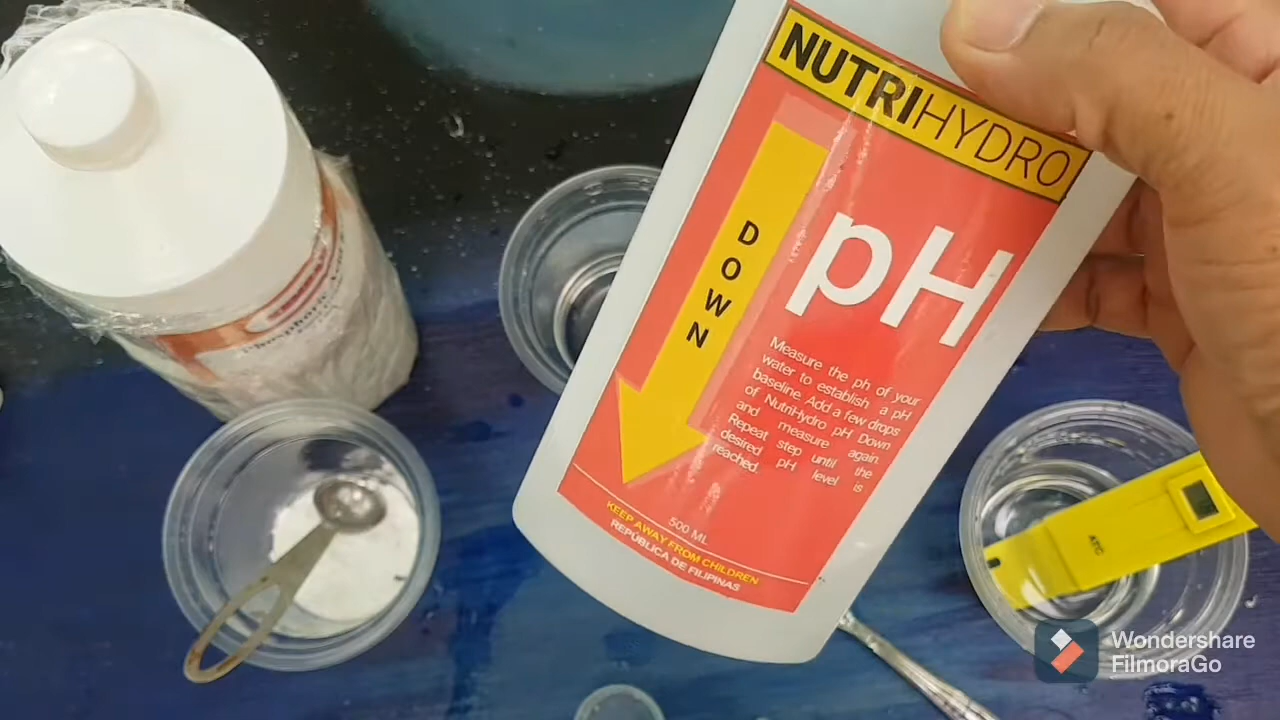 NUTRIHYDRO
DOWN
pH
Measure the ph of your
water to establish a pH
baseline. Add a few drops
of NutriHydro pH Down
and measure again.
Repeat step until the
desired pH level is
reached.
500 ML
KEEP AWAY FROM CHILDREN
REPÚBLICA DE FILIPINAS
Phosphoric
ATC
Wondershare
FilmoraGo